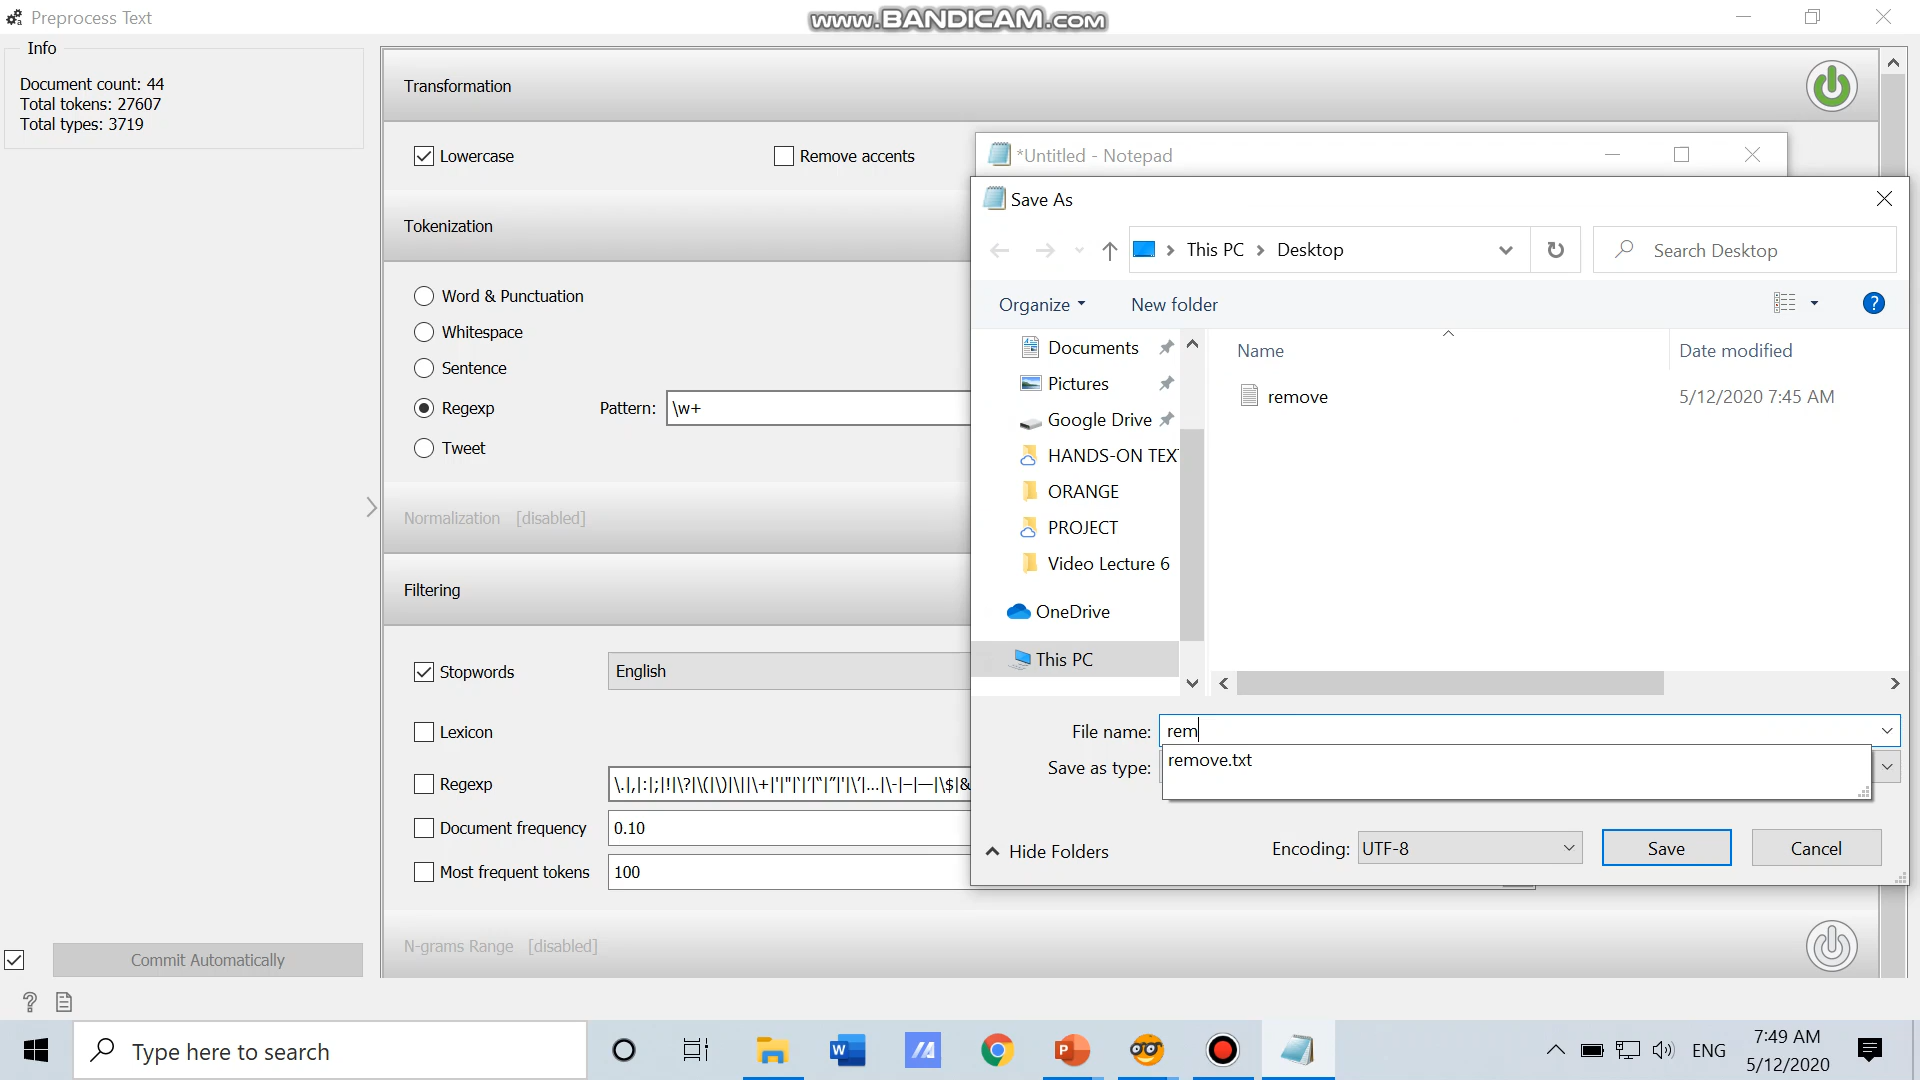 Preprocess Text
www.BANDICAM.com
Info
Document count: 44
Total tokens: 27607
Total types: 3719
Transformation
Lowercase
Remove accents
Tokenization
Word & Punctuation
Whitespace
Sentence
Regexp
Pattern:
\w+
Tweet
Normalization [disabled]
Filtering
Stopwords
English
Lexicon
Regexp
Document frequency
0.10
Most frequent tokens
100
N-grams Range [disabled]
Commit Automatically
*Untitled - Notepad
Save As
This PC
Desktop
Search Desktop
Organize
New folder
Documents
Pictures
Google Drive
HANDS-ON TEX
ORANGE
PROJECT
Video Lecture 6
OneDrive
This PC
Name
Date modified
remove
5/12/2020 7:45 AM
File name:
rem
remove.txt
Save as type:
Hide Folders
Encoding:
UTF-8
Save
Cancel
Type here to search
ENG
7:49 AM
5/12/2020